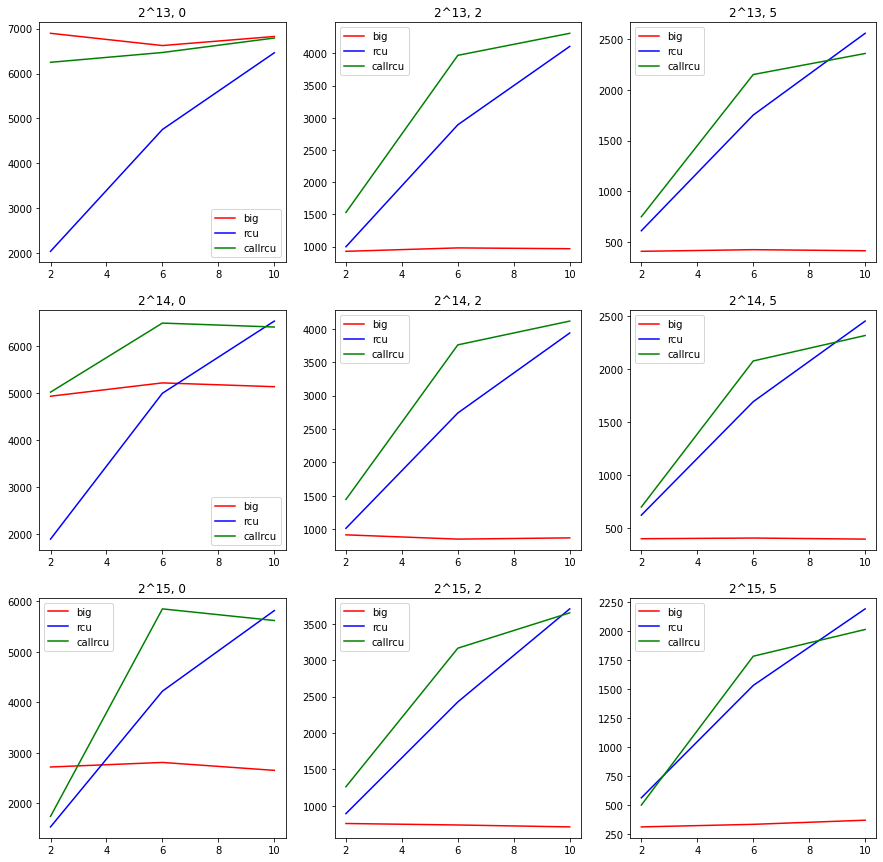 2^13, 0
7000
6000
5000
4000
3000
2000
big
rcu
callrcu
2 4 6 8 10
2^13, 2
4000
3500
3000
2500
2000
1500
1000
big
rcu
callrcu
2 4 6 8 10
2^13, 5
2500
2000
1500
1000
500
big
rcu
callrcu
2 4 6 8 10
2^14, 0
6000
5000
4000
3000
2000
big
rcu
callrcu
2 4 6 8 10
2^14, 2
4000
3500
3000
2500
2000
1500
1000
big
rcu
callrcu
2 4 6 8 10
2^14, 5
2500
2000
1500
1000
500
big
rcu
callrcu
2 4 6 8 10
2^15, 0
6000
5000
4000
3000
2000
big
rcu
callrcu
2 4 6 8 10
2^15, 2
3500
3000
2500
2000
1500
1000
big
rcu
callrcu
2 4 6 8 10
2^15, 5
2250
2000
1750
1500
1250
1000
750
500
250
big
rcu
callrcu
2 4 6 8 10